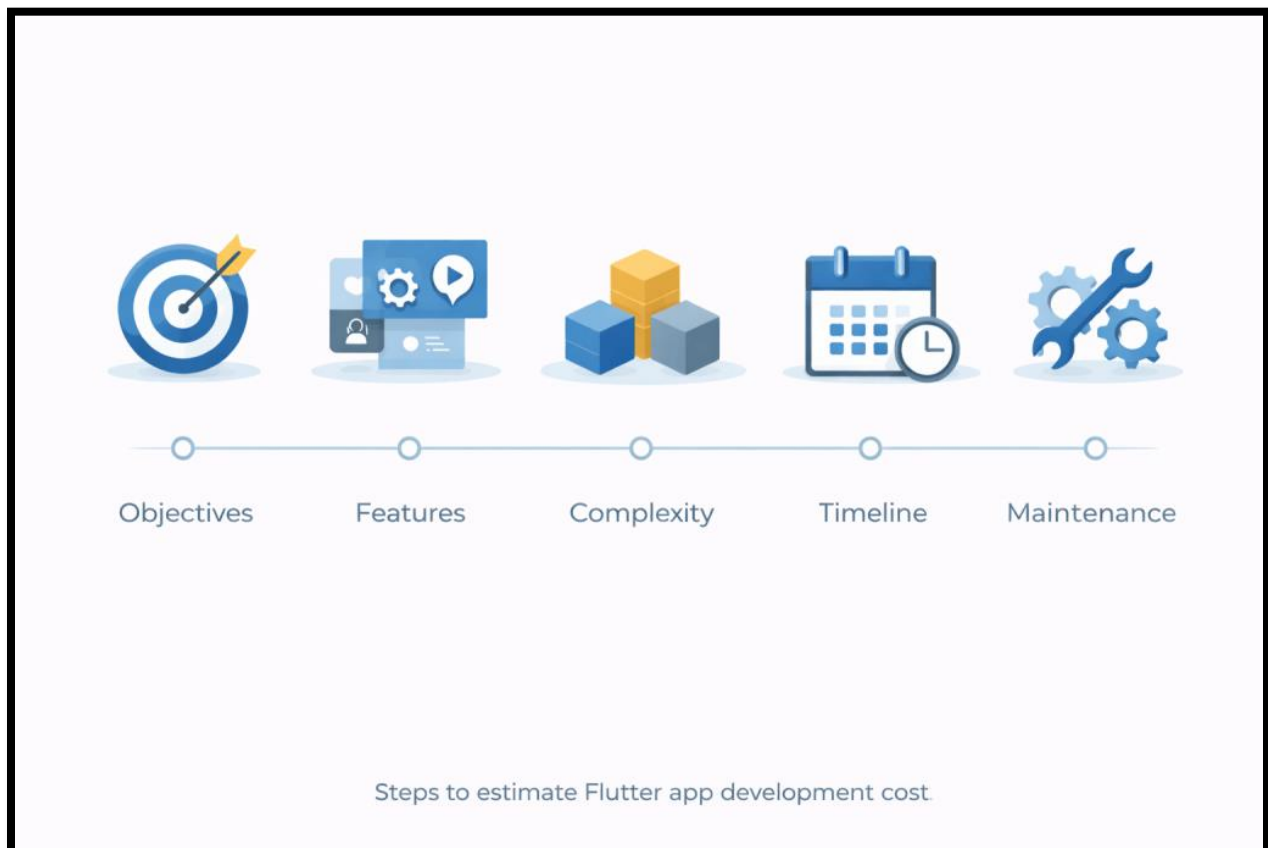 Objectives
Features
Complexity
Timeline
Maintenance
Steps to estimate Flutter app development cost.